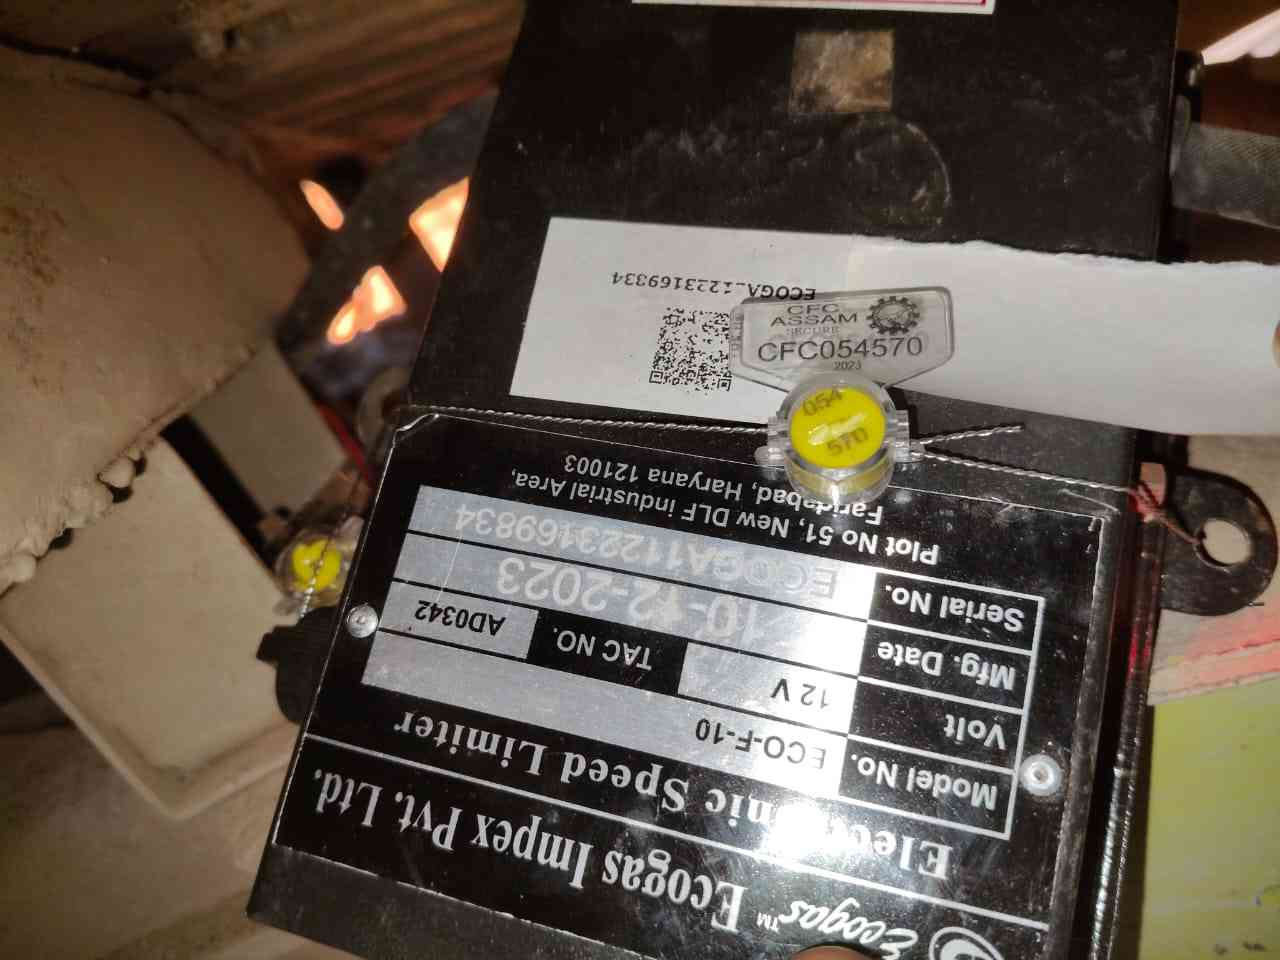 CFC
ASSAM
SECURE
CFC054570
2023
054
570
Ecogas™
Ecogas Impex Pvt. Ltd.
Electronic Speed Limiter
Model No. ECO-F-10
Volt 12 V TAC NO. AD0342
Mfg. Date 10-12-2023
Serial No. ECOGA11223169834
Plot No 51, New DLF industrial Area,
Faridabad, Haryana 121003